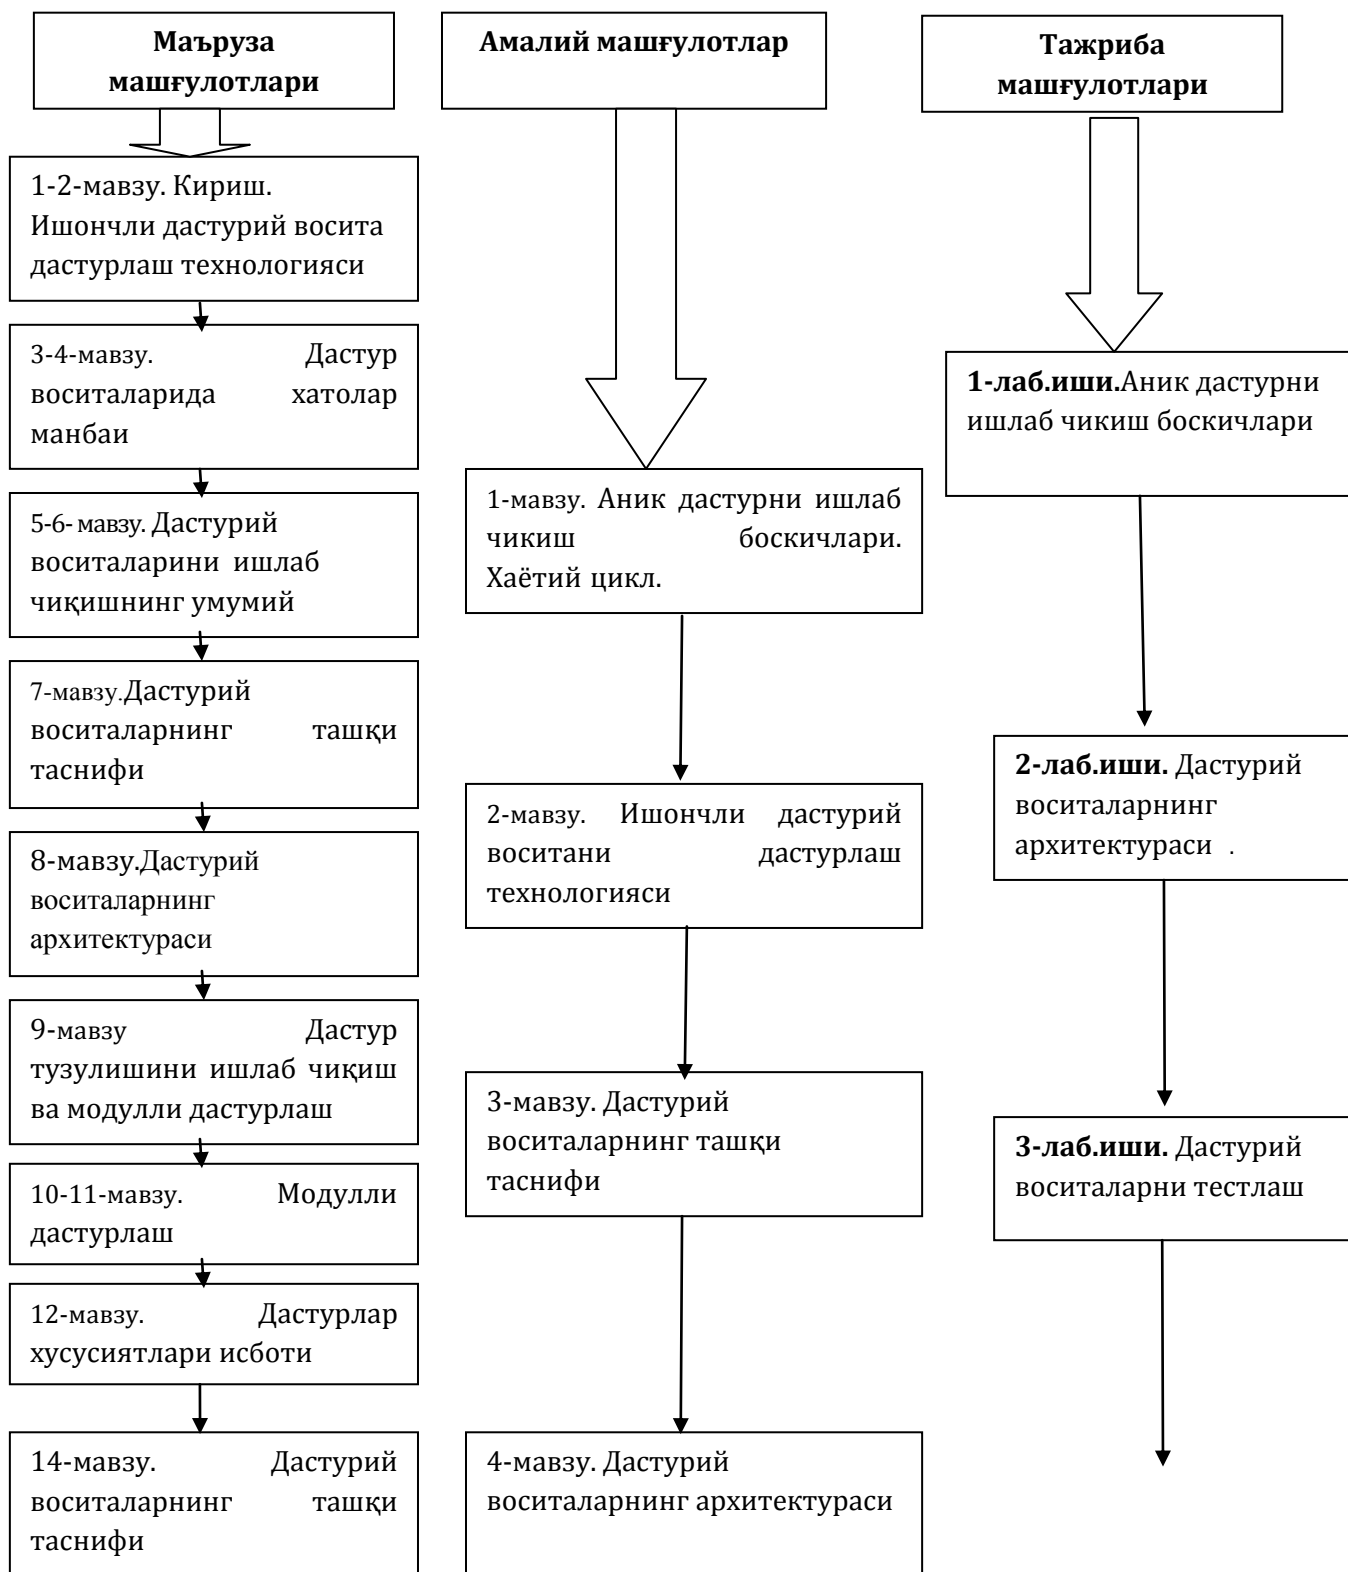 Маъруза
машғулотлари
1-2-мавзу. Кириш.
Ишончли дастурий восита
дастурлаш технологияси
3-4-мавзу. Дастур
воситаларида хатолар
манбаи
5-6- мавзу. Дастурий
воситаларини ишлаб
чиқишнинг умумий
7-мавзу.Дастурий
воситаларнинг ташқи
таснифи
8-мавзу.Дастурий
воситаларнинг
архитектураси
9-мавзу Дастур
тузулишини ишлаб чиқиш
ва модулли дастурлаш
10-11-мавзу. Модулли
дастурлаш
12-мавзу. Дастурлар
хусусиятлари исботи
14-мавзу. Дастурий
воситаларнинг ташқи
таснифи
Амалий машғулотлар
1-мавзу. Аник дастурни ишлаб
чикиш боскичлари.
Хаётий цикл.
2-мавзу. Ишончли дастурий
воситани дастурлаш
технологияси
3-мавзу. Дастурий
воситаларнинг ташқи
таснифи
4-мавзу. Дастурий
воситаларнинг архитектураси
Тажриба
машғулотлари
1-лаб.иши.Аник дастурни
ишлаб чикиш боскичлари
2-лаб.иши. Дастурий
воситаларнинг
архитектураси .
3-лаб.иши. Дастурий
воситаларни тестлаш